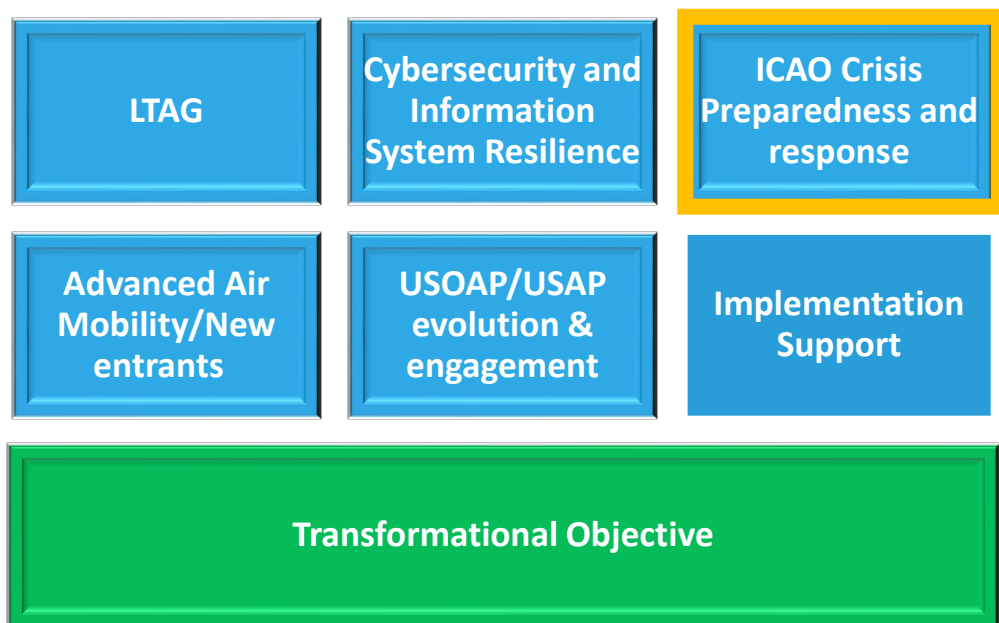 LTAG
Cybersecurity and
Information
System Resilience
ICAO Crisis
Preparedness and
response
Advanced Air
Mobility/New
entrants
USOAP/USAP
evolution &
engagement
Implementation
Support
Transformational Objective